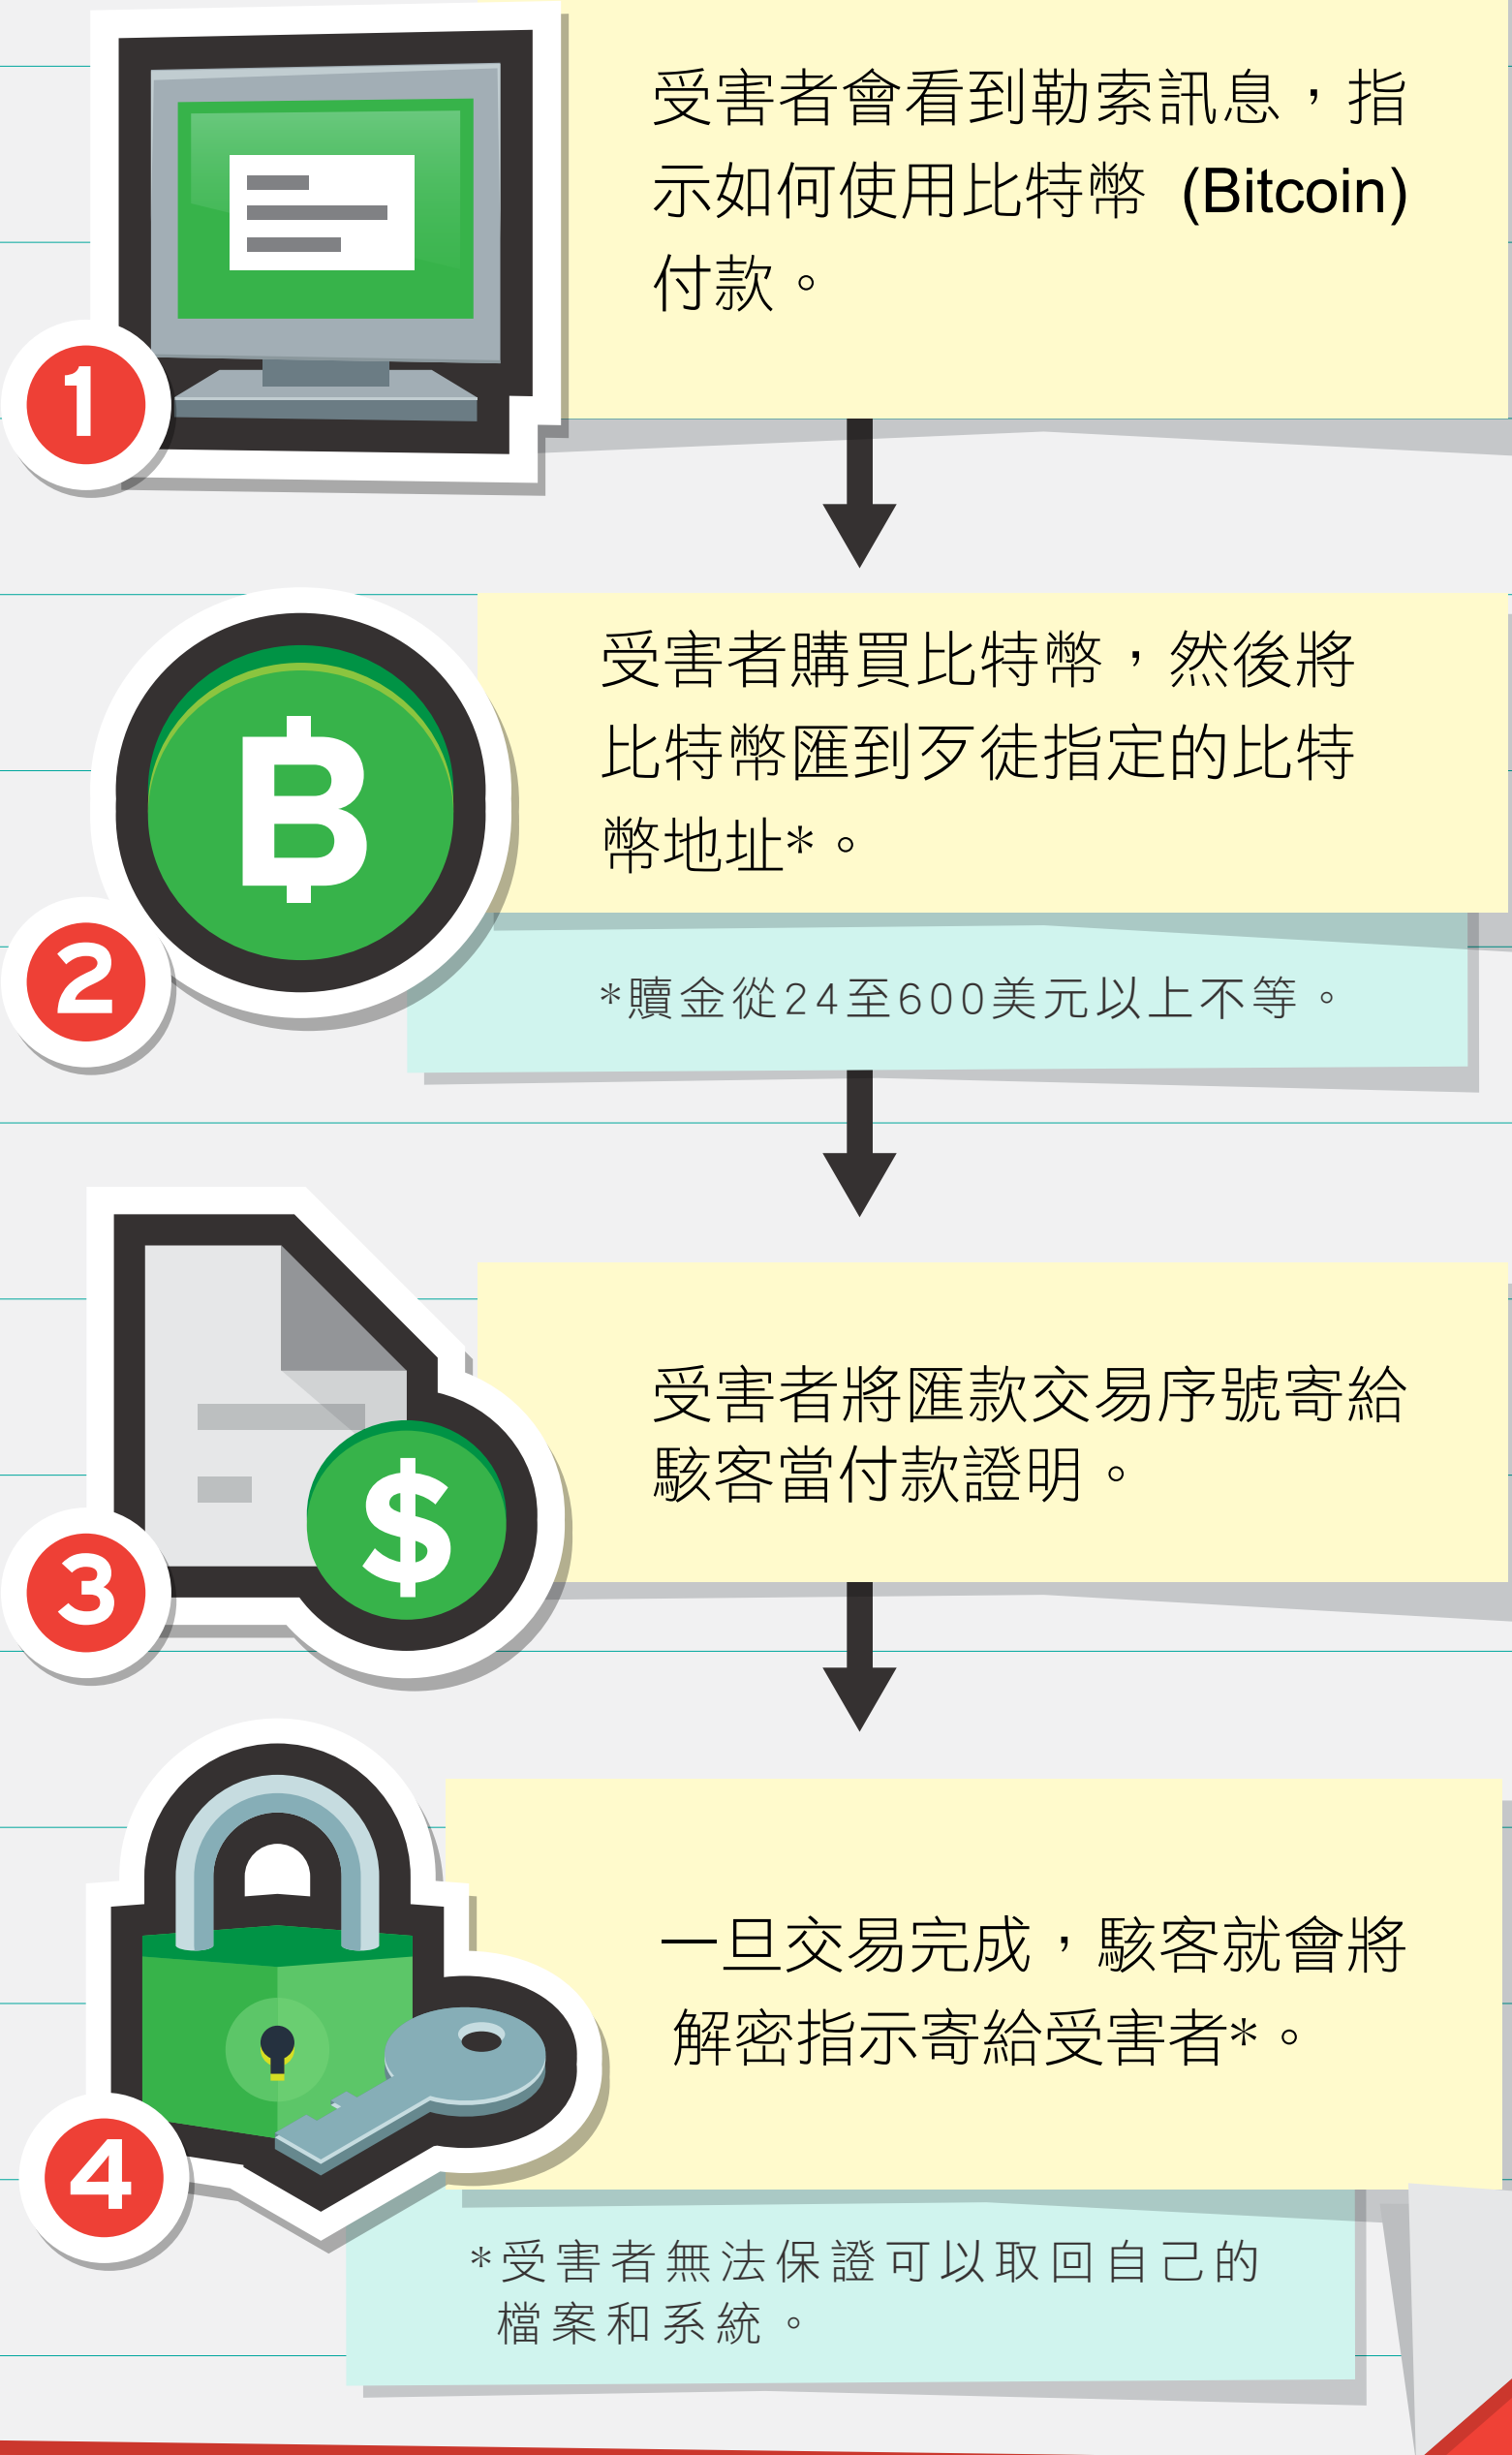 受害者會看到勒索訊息，指
示如何使用比特幣 (Bitcoin)
付款。
1
受害者購買比特幣，然後將
比特幣匯到歹徒指定的比特
幣地址*。
2
*贖金從24至600美元以上不等。
受害者將匯款交易序號寄給
駭客當付款證明。
3
一旦交易完成，駭客就會將
解密指示寄給受害者*。
4
*受害者無法保證可以取回自己的
檔案和系統。